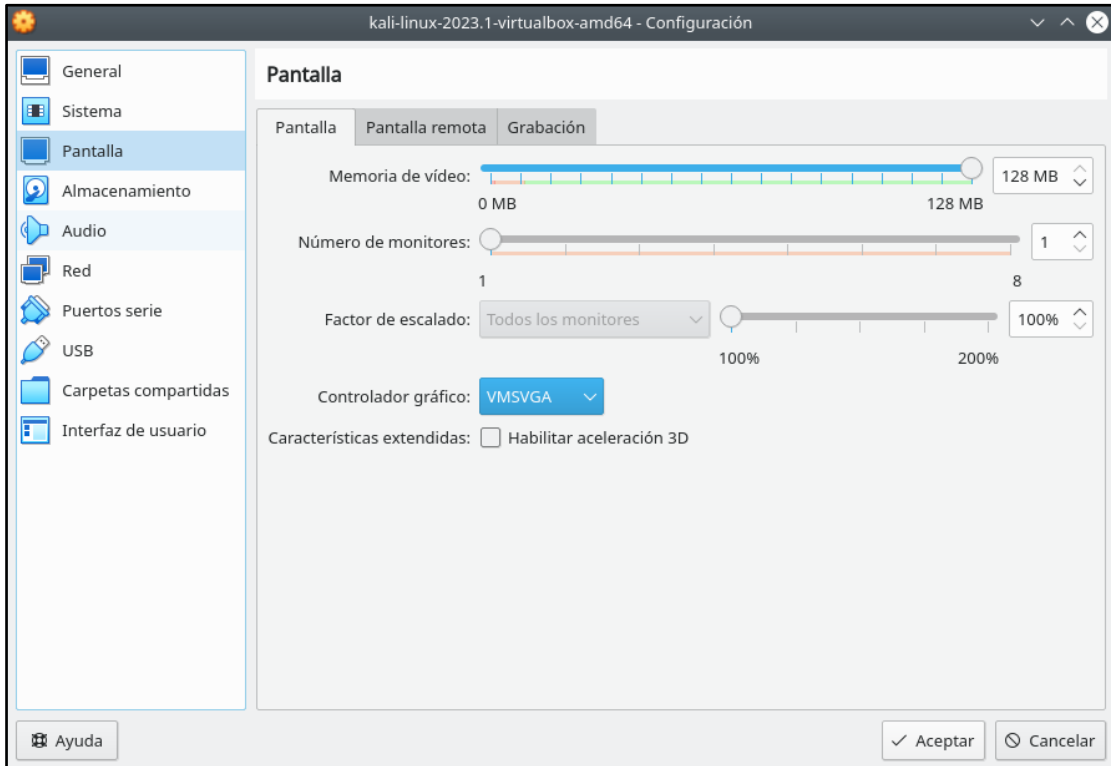 kali-linux-2023.1-virtualbox-amd64 - Configuración
General
Sistema
Pantalla
Almacenamiento
Audio
Red
Puertos serie
USB
Carpetas compartidas
Interfaz de usuario
Pantalla
Pantalla Pantalla remota Grabación
Memoria de vídeo: 128 MB
0 MB 128 MB
Número de monitores: 1
1 8
Factor de escalado: Todos los monitores 100%
100% 200%
Controlador gráfico: VMSVGA
Características extendidas: Habilitar aceleración 3D
Ayuda Aceptar Cancelar